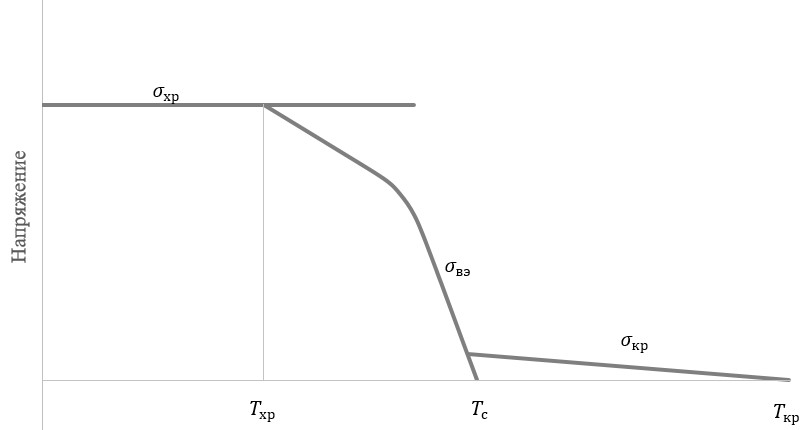 σхр
Напряжение
σвэ
σкр
Tхр
Tс
Tкр